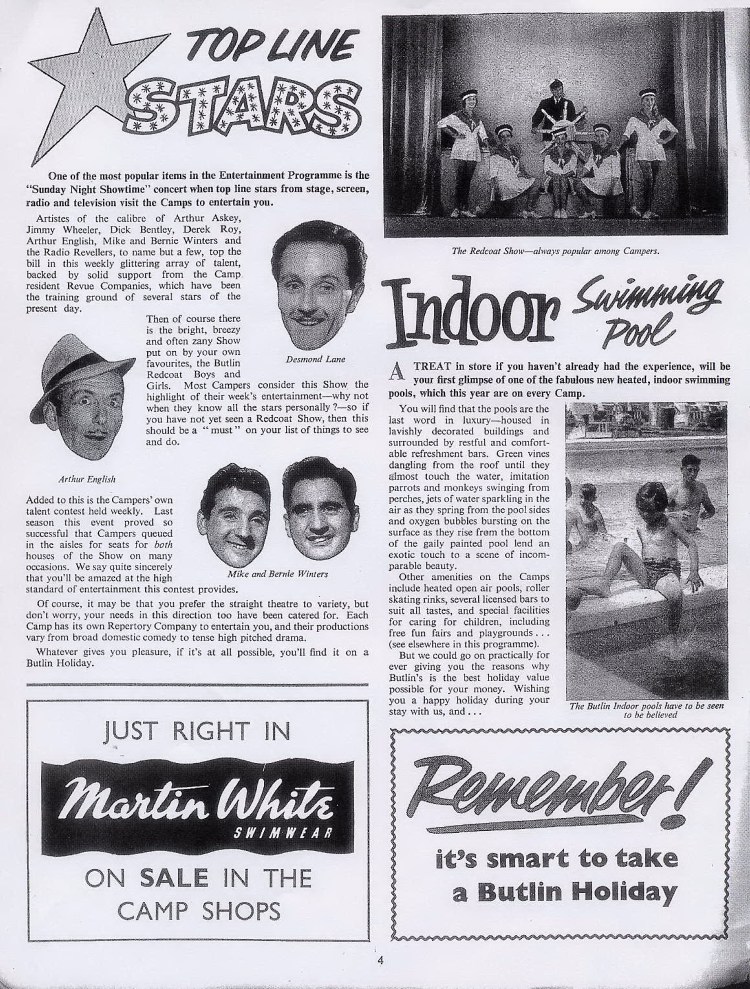 TOP LINE
STARS
One of the most popular items in the Entertainment Programme is the
"Sunday Night Showtime" concert when top line stars from stage, screen,
radio and television visit the Camps to entertain you.
Artistes of the calibre of Arthur Askey,
Jimmy Wheeler, Dick Bentley, Derek Roy,
Arthur English, Mike and Bernie Winters and
the Radio Revellers, to name but a few, top the
bill in this weekly glittering array of talent,
backed by solid support from the Camp
resident Revue Companies, which have been
the training ground of several stars of the
present day.
Desmond Lane
Then of course there
is the bright, breezy
and often zany Show
put on by your own
favourites, the Butlin
Redcoat Boys and
Girls. Most Campers consider this Show the
highlight of their week's entertainment—why not
when they know all the stars personally?—so if
you have not yet seen a Redcoat Show, then this
should be a "must" on your list of things to see
and do.
Arthur English
Added to this is the Campers' own
talent contest held weekly. Last
season this event proved so
successful that Campers queued
in the aisles for seats for both
houses of the Show on many
occasions. We say quite sincerely
that you'll be amazed at the high
standard of entertainment this contest provides.
Mike and Bernie Winters
Of course, it may be that you prefer the straight theatre to variety, but
don't worry, your needs in this direction too have been catered for. Each
Camp has its own Repertory Company to entertain you, and their productions
vary from broad domestic comedy to tense high pitched drama.
Whatever gives you pleasure, if it's at all possible, you'll find it on a
Butlin Holiday.
JUST RIGHT IN
Martin White
SWIMWEAR
ON SALE IN THE
CAMP SHOPS
The Redcoat Show—always popular among Campers.
Indoor Swimming
Pool
A TREAT in store if you haven't already had the experience, will be
your first glimpse of one of the fabulous new heated, indoor swimming
pools, which this year are on every Camp.
You will find that the pools are the
last word in luxury—housed in
lavishly decorated buildings and
surrounded by restful and comfort-
able refreshment bars. Green vines
dangling from the roof until they
almost touch the water, imitation
parrots and monkeys swinging from
perches, jets of water sparkling in the
air as they spring from the pool sides
and oxygen bubbles bursting on the
surface as they rise from the bottom
of the gaily painted pool lend an
exotic touch to a scene of incom-
parable beauty.
Other amenities on the Camps
include heated open air pools, roller
skating rinks, several licensed bars to
suit all tastes, and special facilities
for caring for children, including
free fun fairs and playgrounds . . .
(see elsewhere in this programme).
But we could go on practically for
ever giving you the reasons why
Butlin's is the best holiday value
possible for your money. Wishing
you a happy holiday during your
stay with us, and . . .
The Butlin Indoor pools have to be seen
to be believed
Remember!
it's smart to take
a Butlin Holiday
4